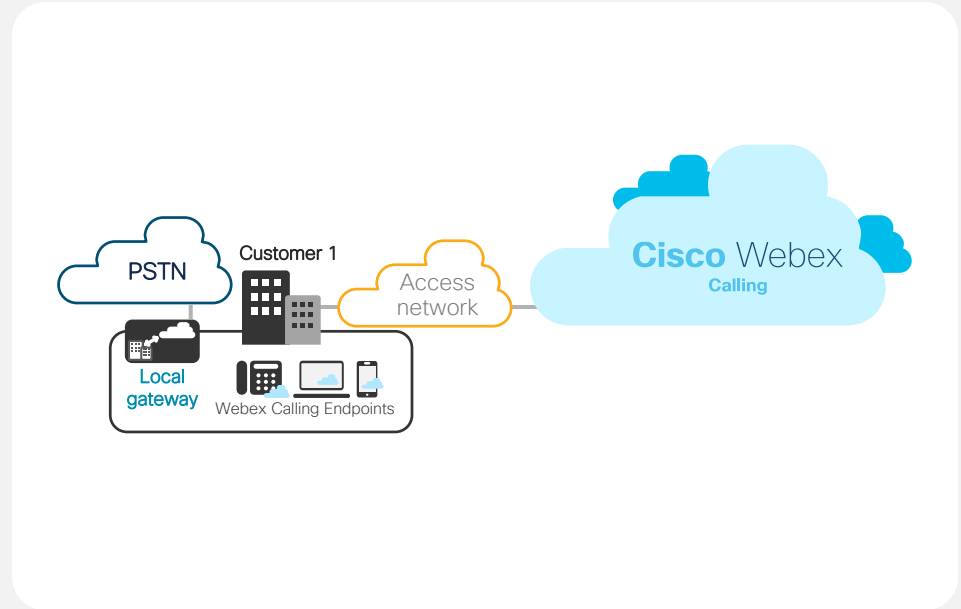 PSTN
Customer 1
Access
network
Cisco Webex
Calling
Local
gateway
Webex Calling Endpoints